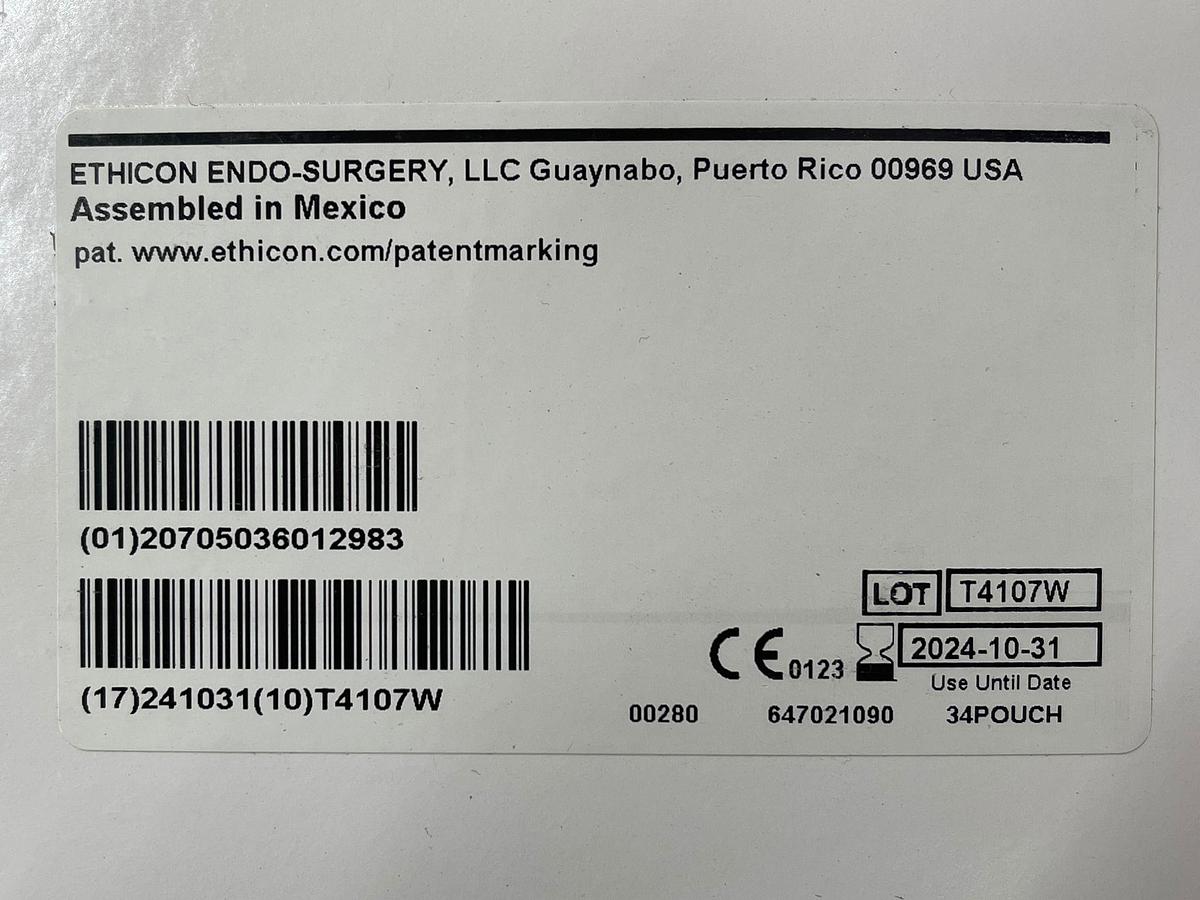 ETHICON ENDO-SURGERY, LLC Guaynabo, Puerto Rico 00969 USA
Assembled in Mexico
pat. www.ethicon.com/patentmarking
(01)20705036012983
LOT T4107W
CE 0123 2024-10-31
Use Until Date
(17)241031(10)T4107W
00280 647021090 34POUCH